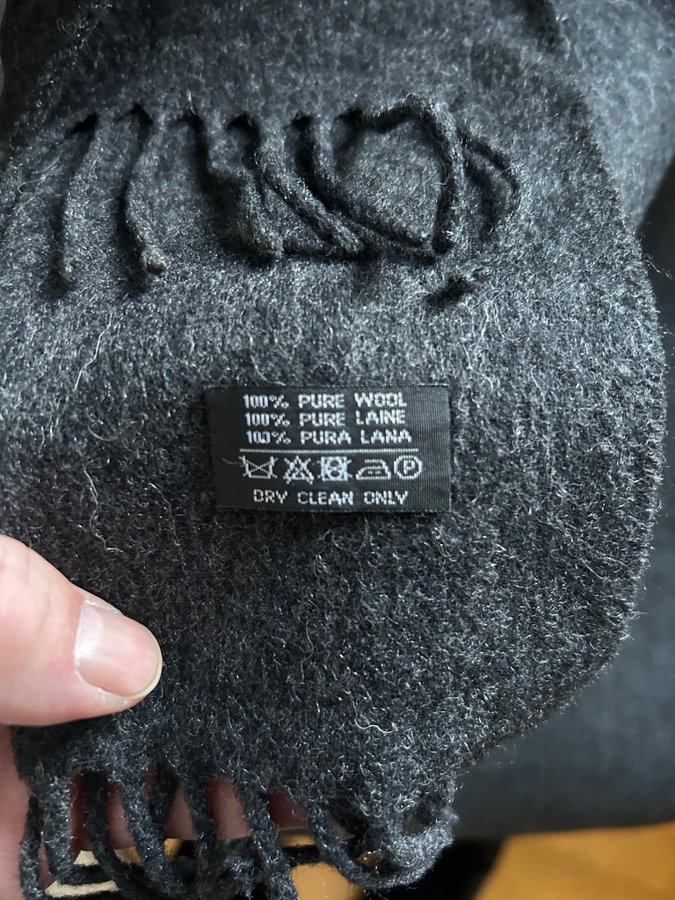 100% PURE WOOL
100% PURE LAINE
100% PURA LANA
P
DRY CLEAN ONLY